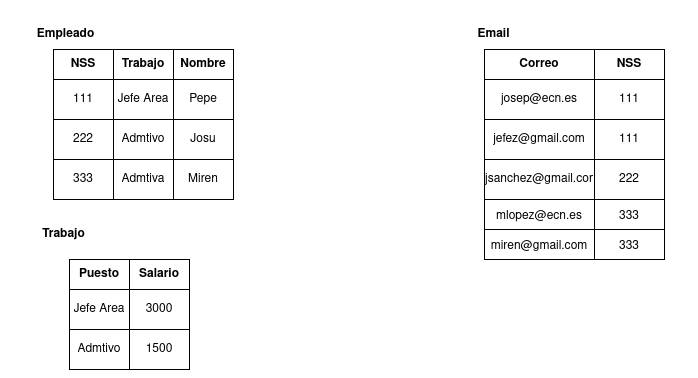 Empleado
NSS Trabajo Nombre
111 Jefe Area Pepe
222 Admtivo Josu
333 Admtiva Miren
Trabajo
Puesto Salario
Jefe Area 3000
Admtivo 1500
Email
Correo NSS
josep@ecn.es 111
jefez@gmail.com 111
jsanchez@gmail.cor 222
mlopez@ecn.es 333
miren@gmail.com 333